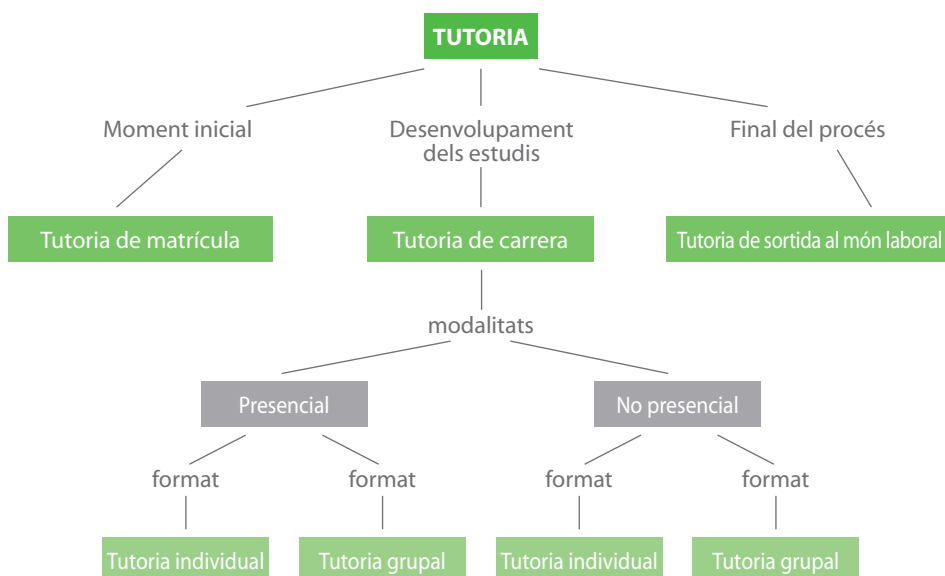 TUTORIA
Moment inicial
Desenvolupament
dels estudis
Final del procés
Tutoria de matrícula
Tutoria de carrera
Tutoria de sortida al món laboral
modalitats
Presencial
No presencial
format
format
format
format
Tutoria individual
Tutoria grupal
Tutoria individual
Tutoria grupal